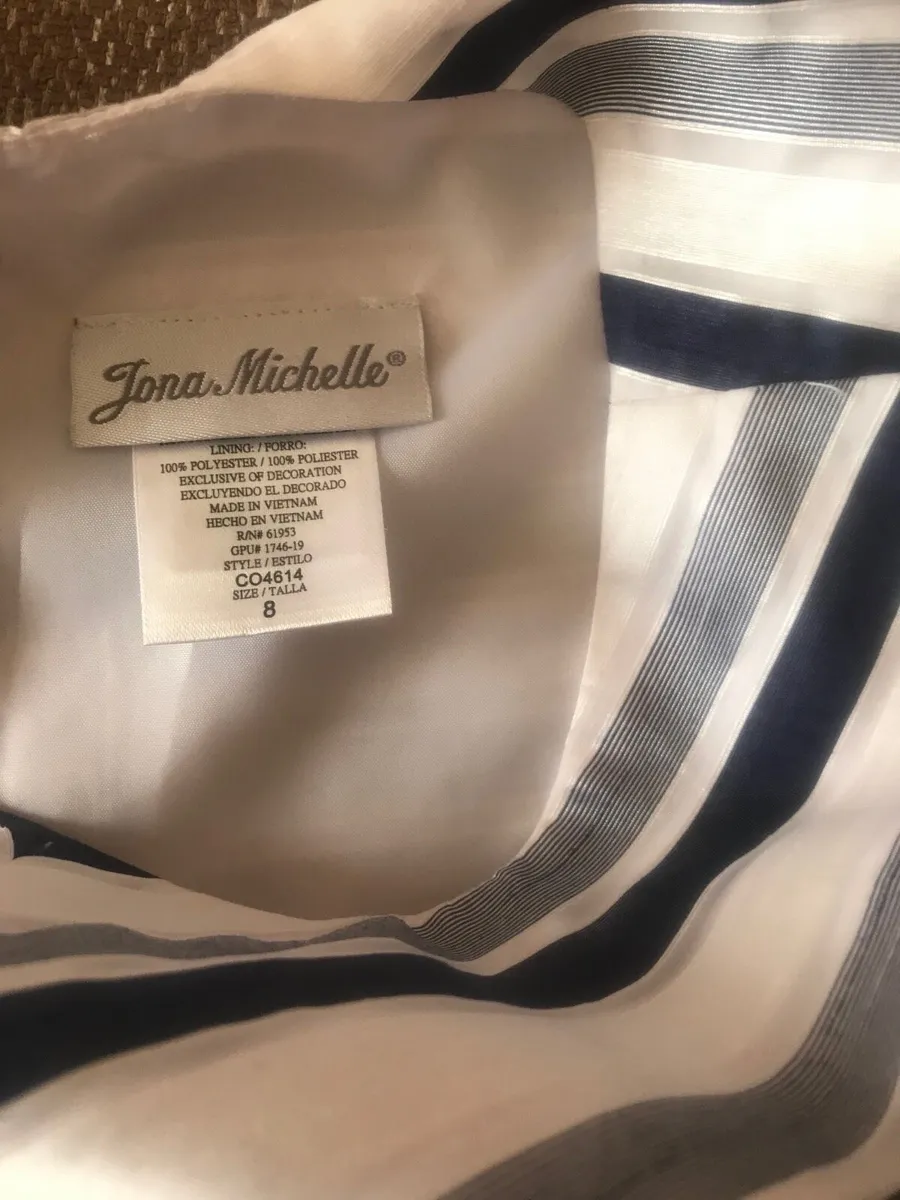 Jona Michelle®
LINING: / FORRO:
100% POLYESTER / 100% POLIESTER
EXCLUSIVE OF DECORATION
EXCLUYENDO EL DECORADO
MADE IN VIETNAM
HECHO EN VIETNAM
R/N# 61953
GPU# 1746-19
STYLE / ESTILO
CO4614
SIZE / TALLA
8